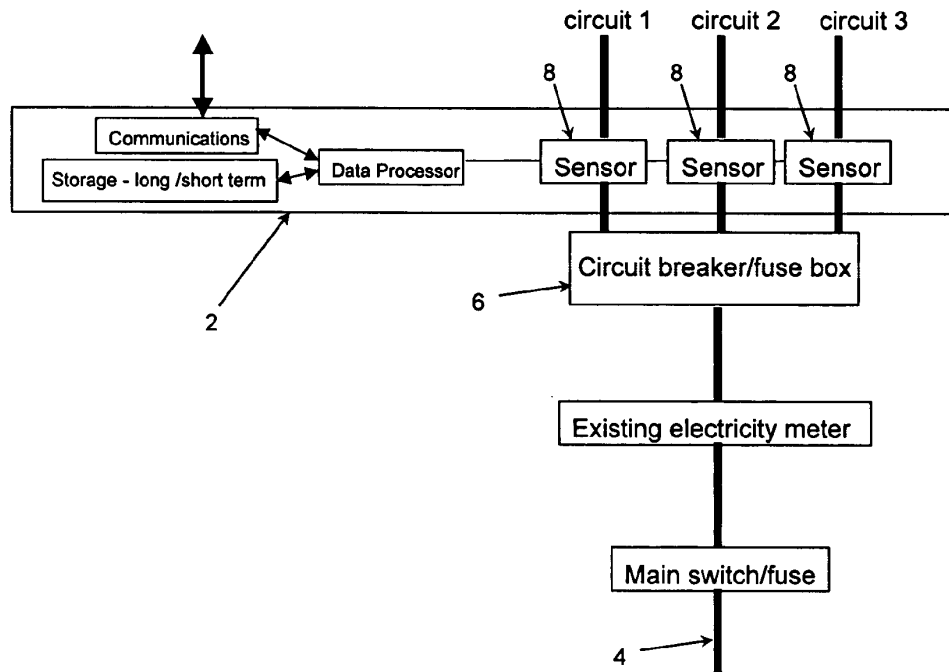 circuit 1
circuit 2
circuit 3
8
8
8
Communications
Storage - long /short term
Data Processor
Sensor
Sensor
Sensor
2
Circuit breaker/fuse box
6
Existing electricity meter
Main switch/fuse
4